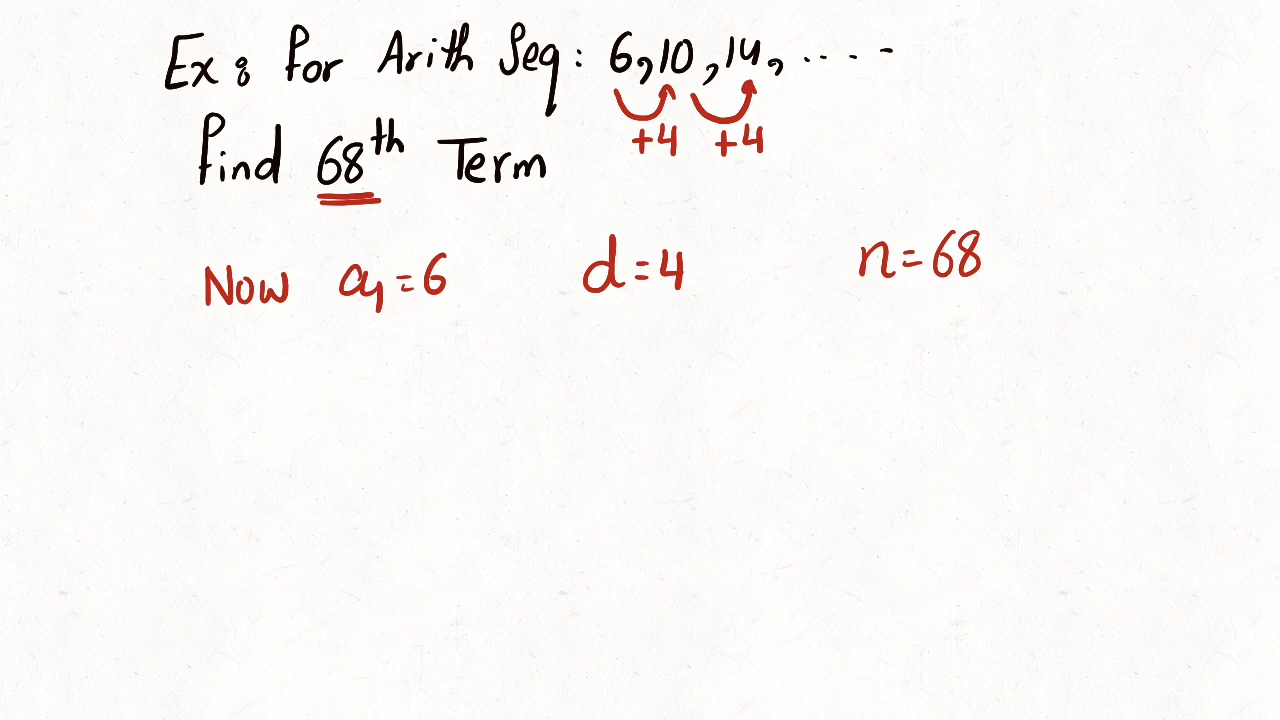 Ex: For Arith Seq: 6, 10, 14, .....
+4 +4
Find 68th Term
Now a1 = 6 d = 4 n = 68